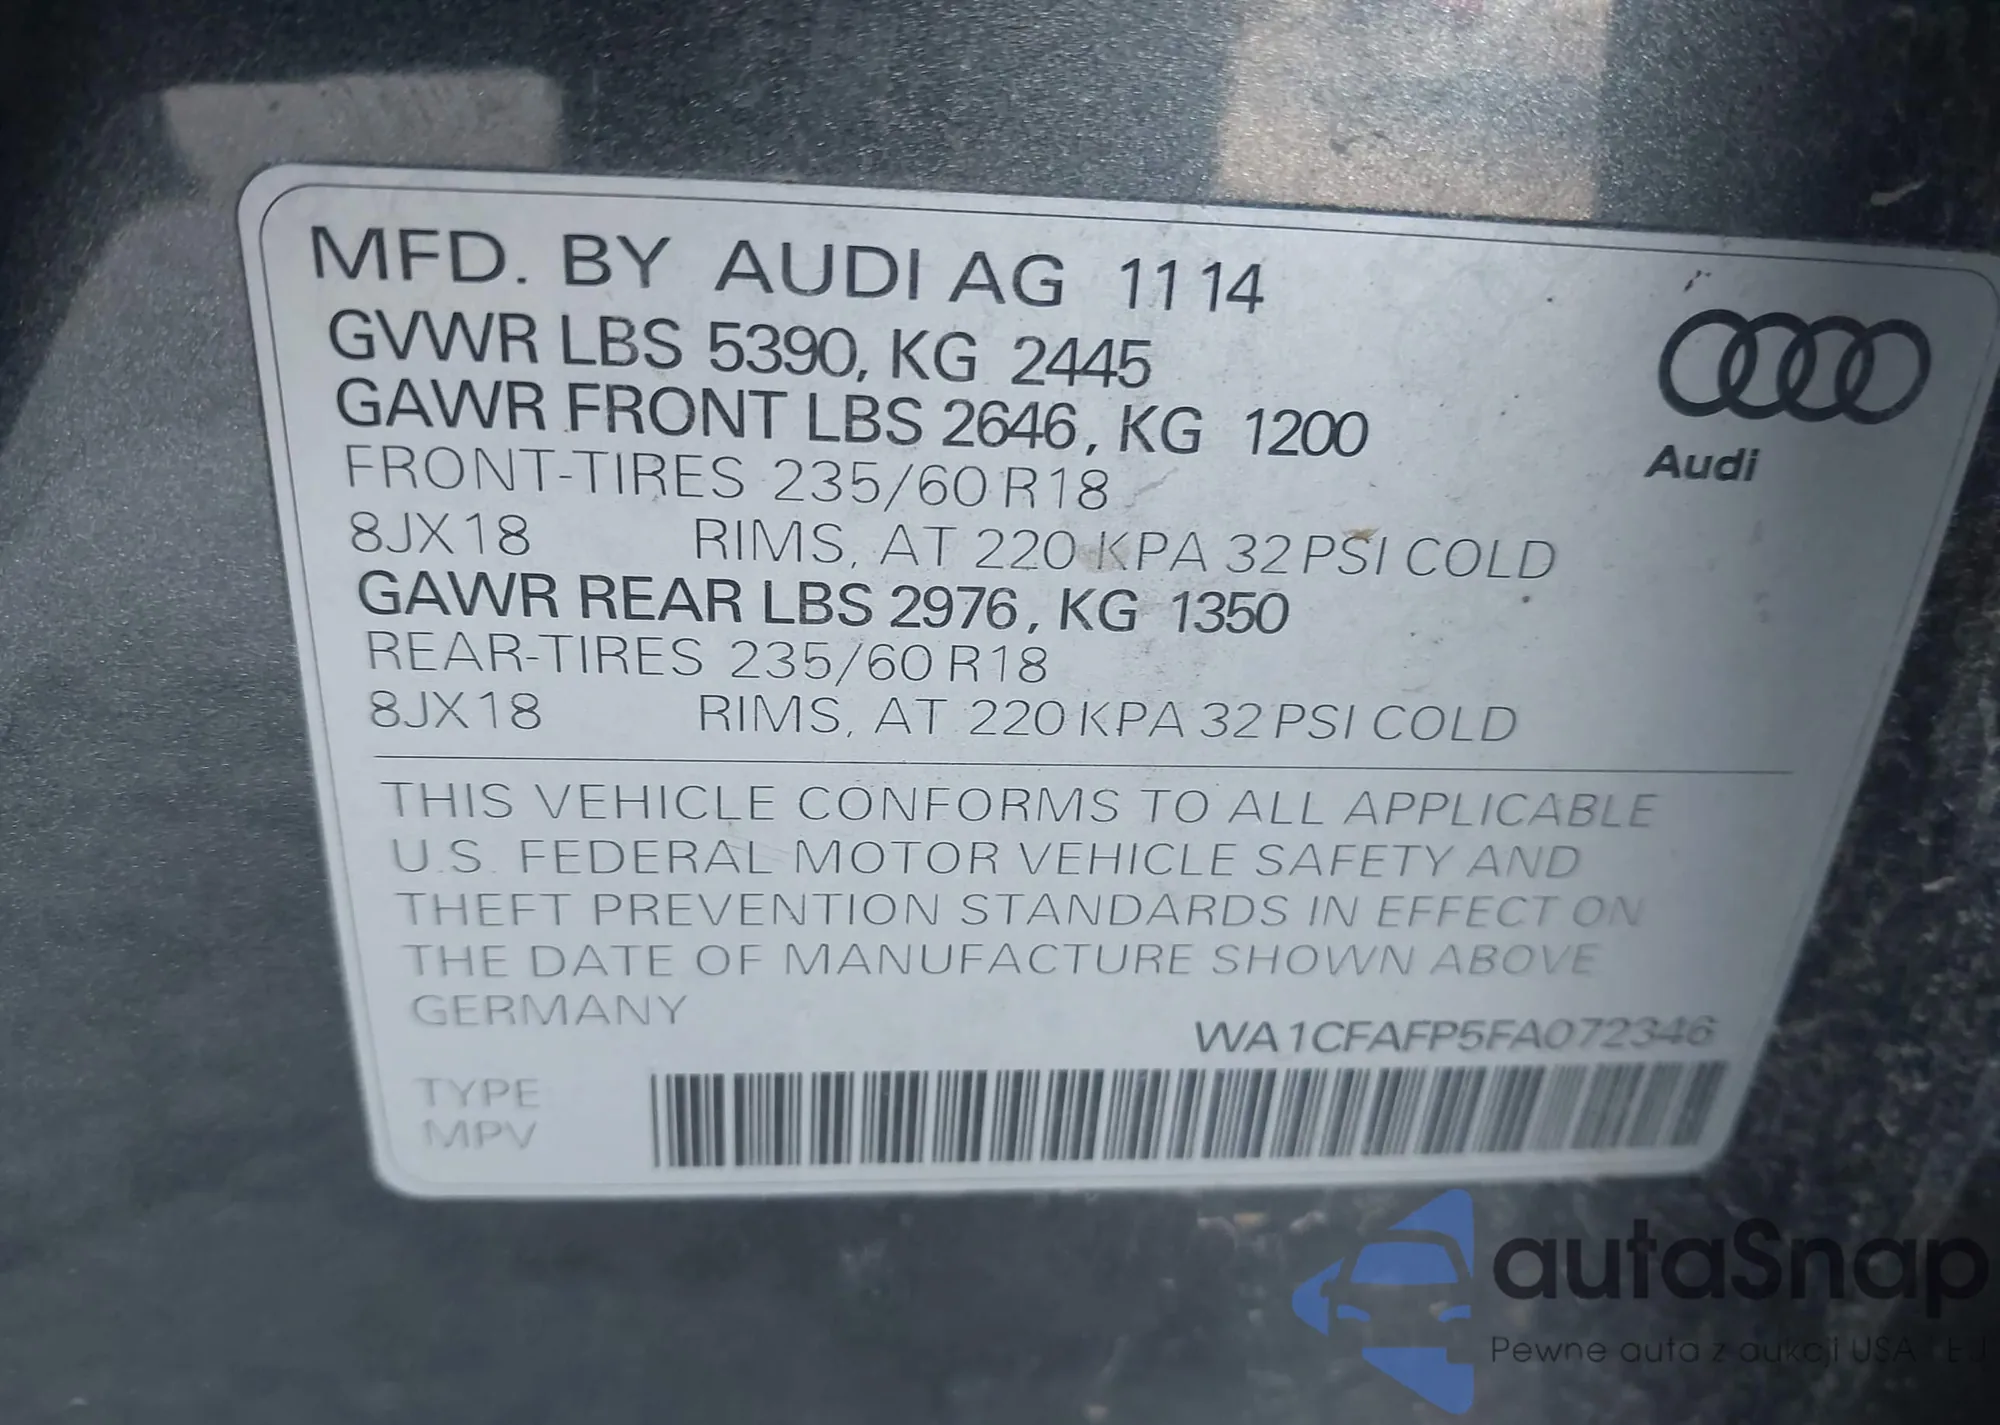 MFD. BY AUDI AG 11 14
GVWR LBS 5390, KG 2445
GAWR FRONT LBS 2646, KG 1200
FRONT-TIRES 235/60 R18
8JX18 RIMS, AT 220 KPA 32 PSI COLD
GAWR REAR LBS 2976, KG 1350
REAR-TIRES 235/60 R18
8JX18 RIMS, AT 220 KPA 32 PSI COLD
Audi
THIS VEHICLE CONFORMS TO ALL APPLICABLE
U.S. FEDERAL MOTOR VEHICLE SAFETY AND
THEFT PREVENTION STANDARDS IN EFFECT ON
THE DATE OF MANUFACTURE SHOWN ABOVE
GERMANY
WA1CFAFP5FA072346
TYPE
MPV
autaSnap
Pewne auta z aukcji USA